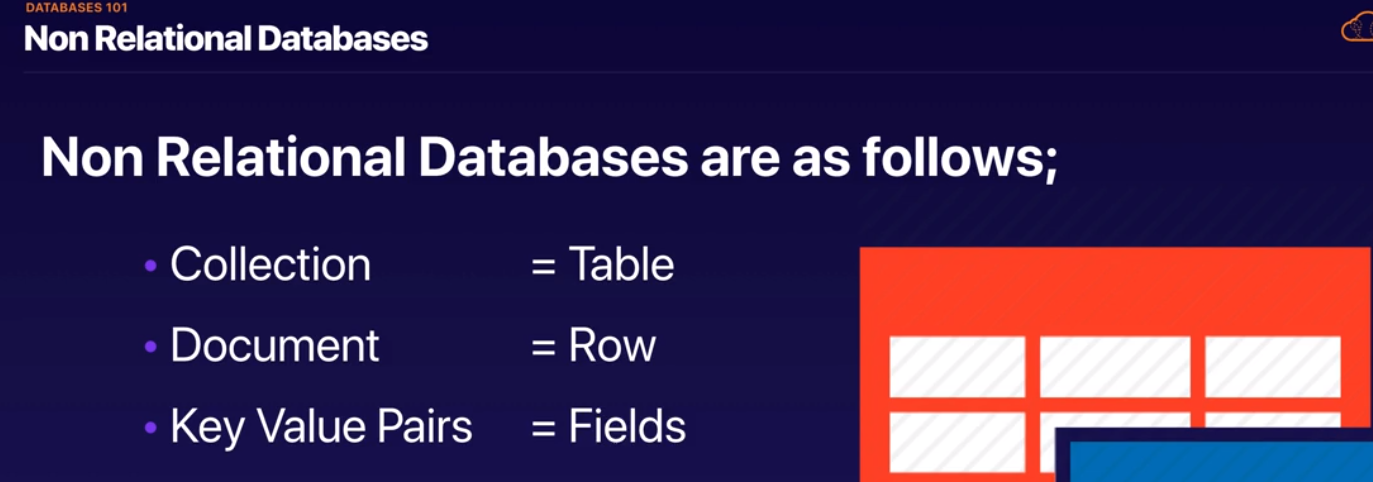 DATABASES 101
Non Relational Databases
Non Relational Databases are as follows;
• Collection = Table
• Document = Row
• Key Value Pairs = Fields